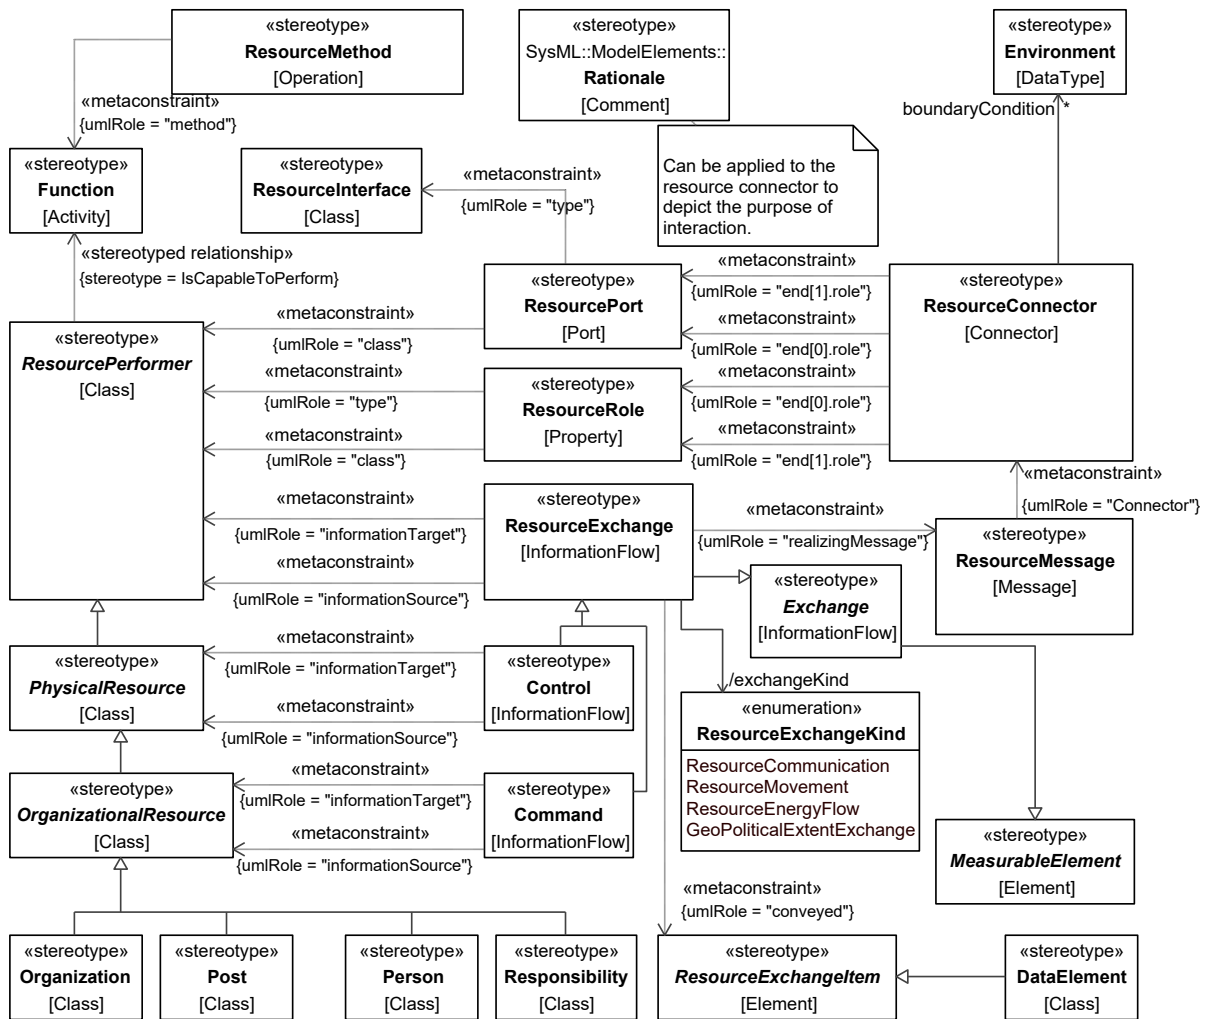 «stereotype»
ResourceMethod
[Operation]
«stereotype»
SysML::ModelElements::
Rationale
[Comment]
«stereotype»
Environment
[DataType]
«metaconstraint»
{umlRole = "method"}
boundaryCondition *
«stereotype»
Function
[Activity]
«stereotype»
ResourceInterface
[Class]
«metaconstraint»
{umlRole = "type"}
Can be applied to the
resource connector to
depict the purpose of
interaction.
«stereotyped relationship»
{stereotype = IsCapableToPerform}
«stereotype»
ResourcePort
[Port]
«metaconstraint»
{umlRole = "end[1].role"}
«metaconstraint»
{umlRole = "end[0].role"}
«stereotype»
ResourceConnector
[Connector]
«stereotype»
ResourcePerformer
[Class]
«metaconstraint»
{umlRole = "class"}
«metaconstraint»
{umlRole = "type"}
«metaconstraint»
{umlRole = "class"}
«stereotype»
ResourceRole
[Property]
«metaconstraint»
{umlRole = "end[0].role"}
«metaconstraint»
{umlRole = "end[1].role"}
«metaconstraint»
{umlRole = "informationTarget"}
«metaconstraint»
{umlRole = "informationSource"}
«stereotype»
ResourceExchange
[InformationFlow]
«metaconstraint»
{umlRole = "realizingMessage"}
«metaconstraint»
{umlRole = "Connector"}
«stereotype»
ResourceMessage
[Message]
«stereotype»
Exchange
[InformationFlow]
«stereotype»
PhysicalResource
[Class]
«metaconstraint»
{umlRole = "informationTarget"}
«metaconstraint»
{umlRole = "informationSource"}
«stereotype»
Control
[InformationFlow]
/exchangeKind
«enumeration»
ResourceExchangeKind
ResourceCommunication
ResourceMovement
ResourceEnergyFlow
GeoPoliticalExtentExchange
«stereotype»
OrganizationalResource
[Class]
«metaconstraint»
{umlRole = "informationTarget"}
«metaconstraint»
{umlRole = "informationSource"}
«stereotype»
Command
[InformationFlow]
«stereotype»
MeasurableElement
[Element]
«metaconstraint»
{umlRole = "conveyed"}
«stereotype»
Organization
[Class]
«stereotype»
Post
[Class]
«stereotype»
Person
[Class]
«stereotype»
Responsibility
[Class]
«stereotype»
ResourceExchangeItem
[Element]
«stereotype»
DataElement
[Class]